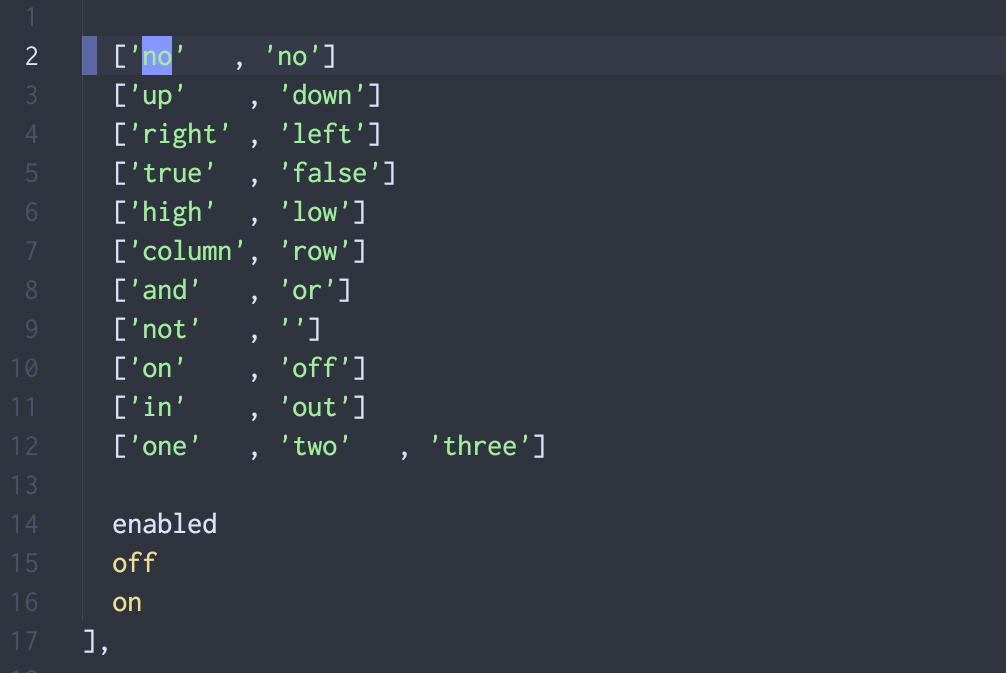 1
2 ['no'   , 'no']
3 ['up'    , 'down']
4 ['right' , 'left']
5 ['true'  , 'false']
6 ['high'  , 'low']
7 ['column', 'row']
8 ['and'   , 'or']
9 ['not'   , '']
10 ['on'    , 'off']
11 ['in'    , 'out']
12 ['one'   , 'two'   , 'three']
13
14 enabled
15 off
16 on
17 ],